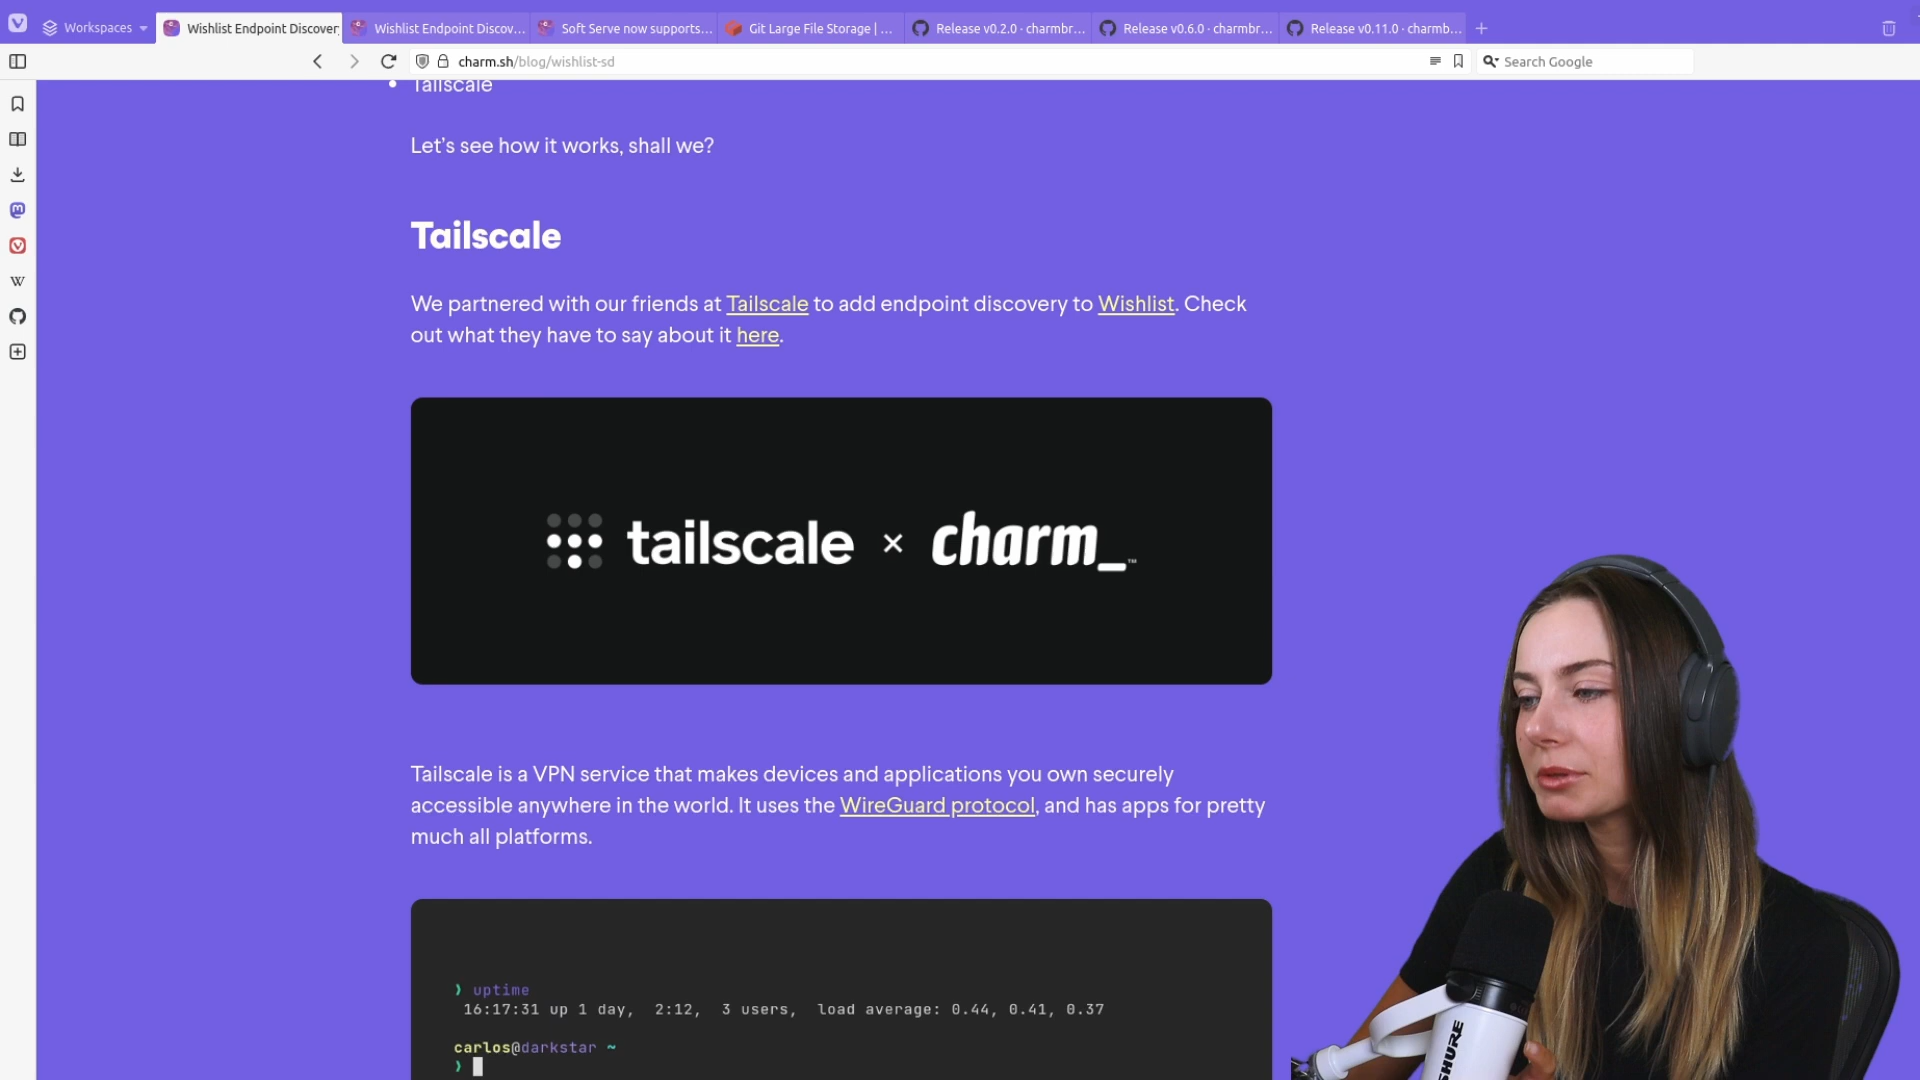 Workspaces
Wishlist Endpoint Discover
Wishlist Endpoint Discov...
Soft Serve now supports...
Git Large File Storage | ...
Release v0.2.0 · charmbr...
Release v0.6.0 · charmbr...
Release v0.11.0 · charmb...
charm.sh/blog/wishlist-sd
Search Google
Tailscale
Let’s see how it works, shall we?
Tailscale
We partnered with our friends at Tailscale to add endpoint discovery to Wishlist. Check
out what they have to say about it here.
tailscale × charm_™
Tailscale is a VPN service that makes devices and applications you own securely
accessible anywhere in the world. It uses the WireGuard protocol, and has apps for pretty
much all platforms.
❯ uptime
16:17:31 up 1 day, 2:12, 3 users, load average: 0.44, 0.41, 0.37
carlos@darkstar ~
❯
SHURE